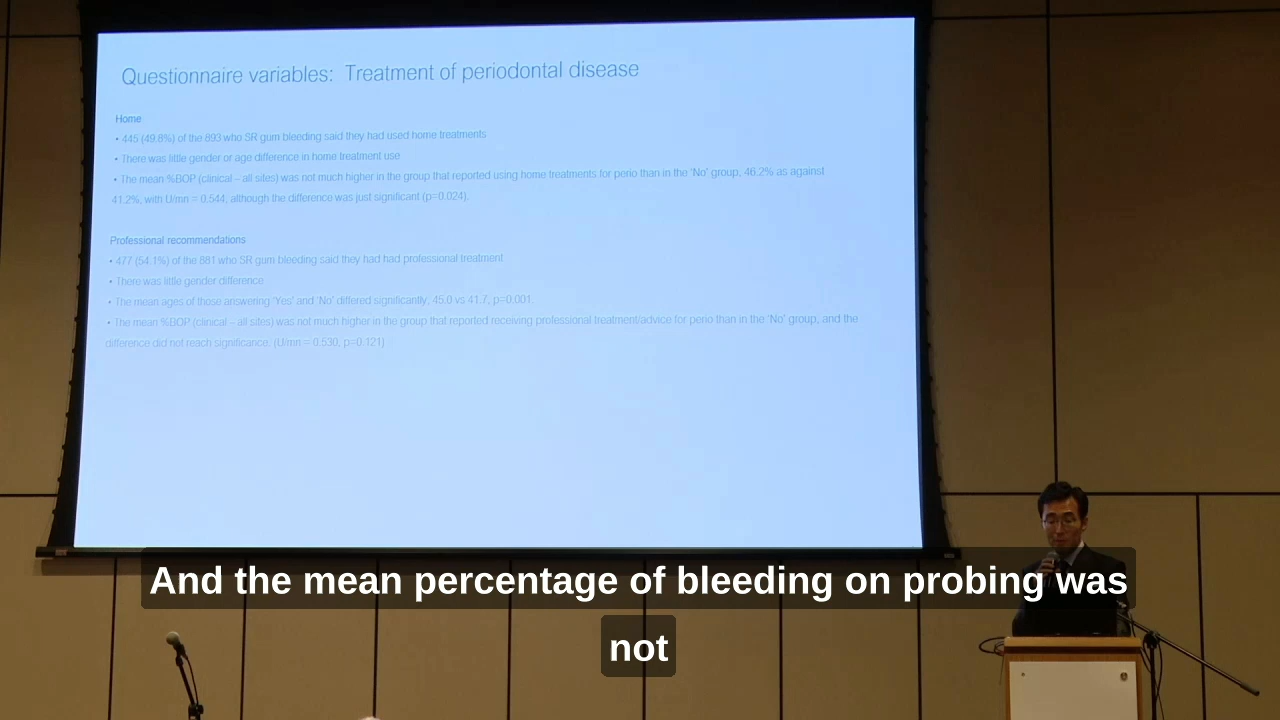 Questionnaire variables: Treatment of periodontal disease
Home
• 445 (49.8%) of the 893 who SR gum bleeding said they had used home treatments
• There was little gender or age difference in home treatment use
• The mean %BOP (clinical – all sites) was not much higher in the group that reported using home treatments for perio than in the 'No' group, 46.2% as against
41.2%, with U/mn = 0.544, although the difference was just significant (p=0.024).
Professional recommendations
• 477 (54.1%) of the 881 who SR gum bleeding said they had had professional treatment
• There was little gender difference
• The mean ages of those answering 'Yes' and 'No' differed significantly, 45.0 vs 41.7, p=0.001.
• The mean %BOP (clinical – all sites) was not much higher in the group that reported receiving professional treatment/advice for perio than in the 'No' group, and the
difference did not reach significance. (U/mn = 0.530, p=0.121)
And the mean percentage of bleeding on probing was
not